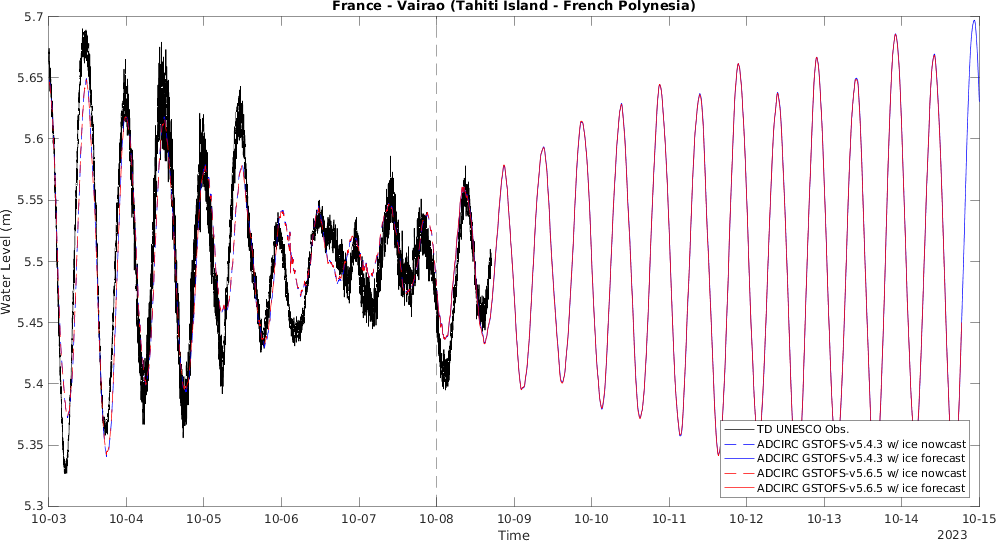 France - Vairao (Tahiti Island - French Polynesia)
5.7
5.65
5.6
5.55
5.5
5.45
5.4
5.35
5.3
Water Level (m)
TD UNESCO Obs.
ADCIRC GSTOFS-v5.4.3 w/ ice nowcast
ADCIRC GSTOFS-v5.4.3 w/ ice forecast
ADCIRC GSTOFS-v5.6.5 w/ ice nowcast
ADCIRC GSTOFS-v5.6.5 w/ ice forecast
10-03 10-04 10-05 10-06 10-07 10-08 10-09 10-10 10-11 10-12 10-13 10-14 10-15
Time
2023